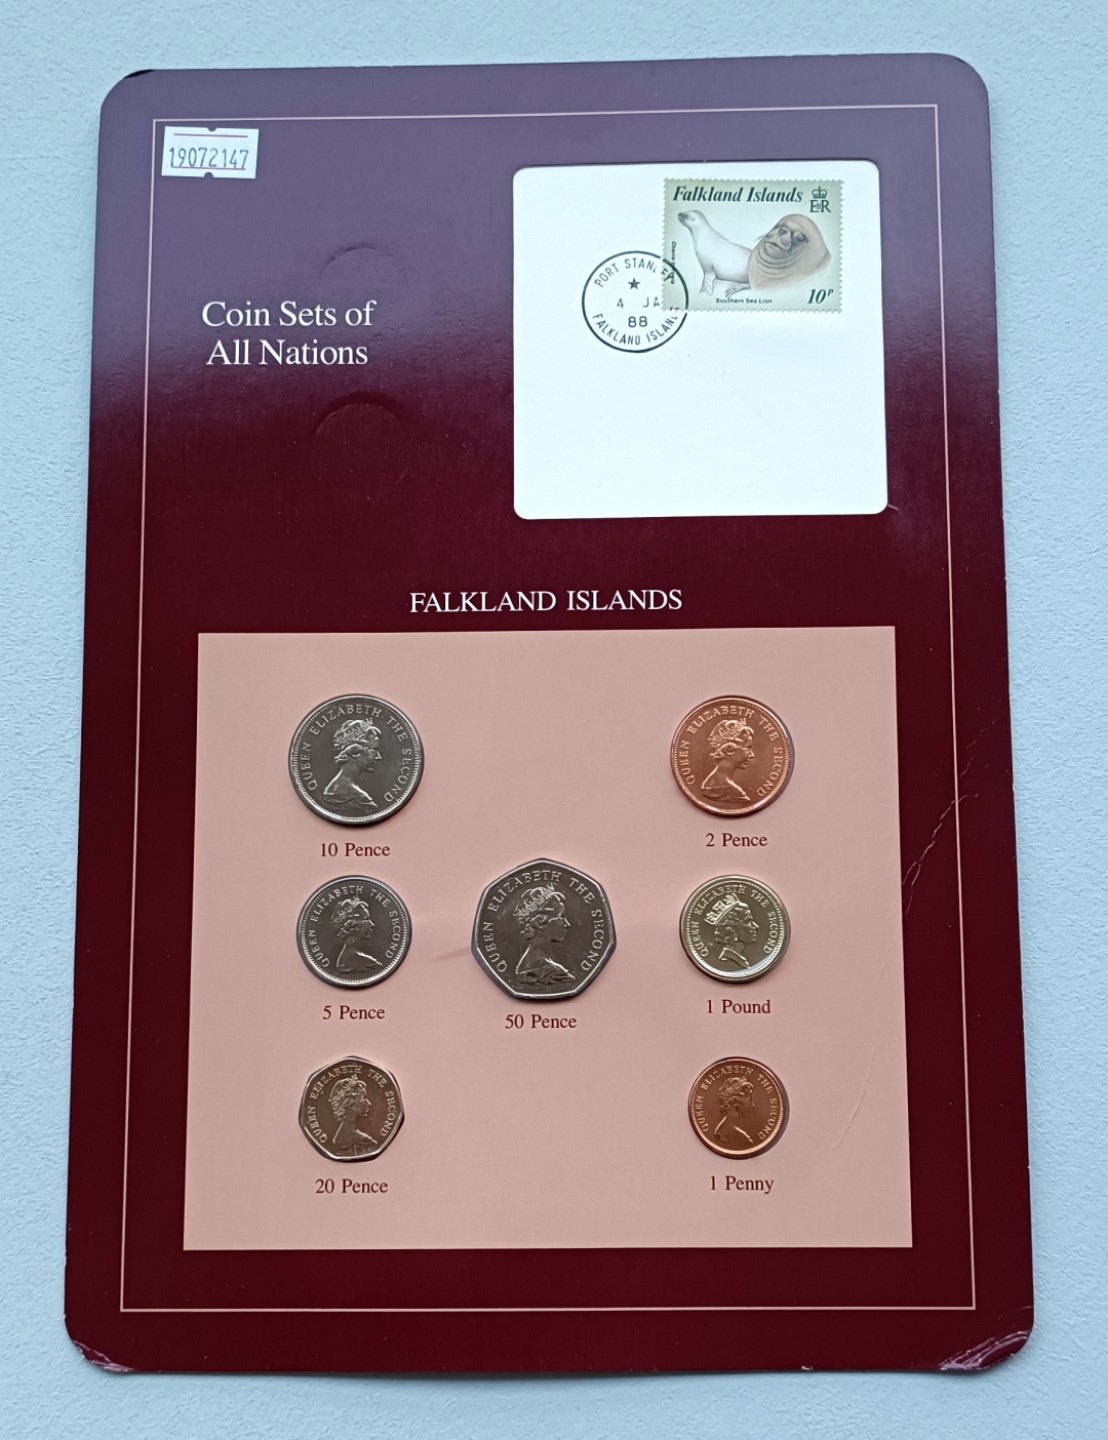 19072147
Falkland Islands
E II R
Southern Sea Lion
10P
PORT STANLEY
4 JA
88
FALKLAND ISLAND
Coin Sets of
All Nations
FALKLAND ISLANDS
QUEEN ELIZABETH THE SECOND
10 Pence
QUEEN ELIZABETH THE SECOND
2 Pence
QUEEN ELIZABETH THE SECOND
5 Pence
QUEEN ELIZABETH THE SECOND
50 Pence
QUEEN ELIZABETH THE SECOND
1 Pound
QUEEN ELIZABETH THE SECOND
20 Pence
QUEEN ELIZABETH THE SECOND
1 Penny